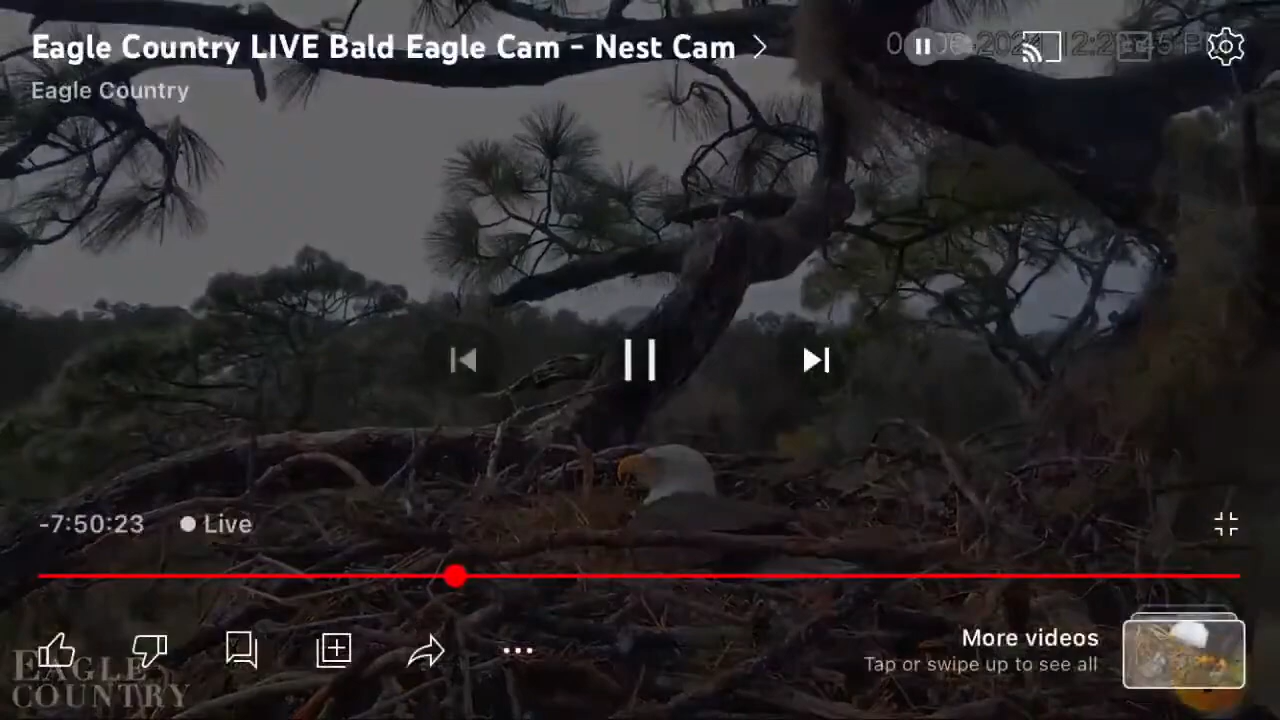 Eagle Country LIVE Bald Eagle Cam - Nest Cam
Eagle Country
-7:50:23
Live
More videos
Tap or swipe up to see all
EAGLE
COUNTRY